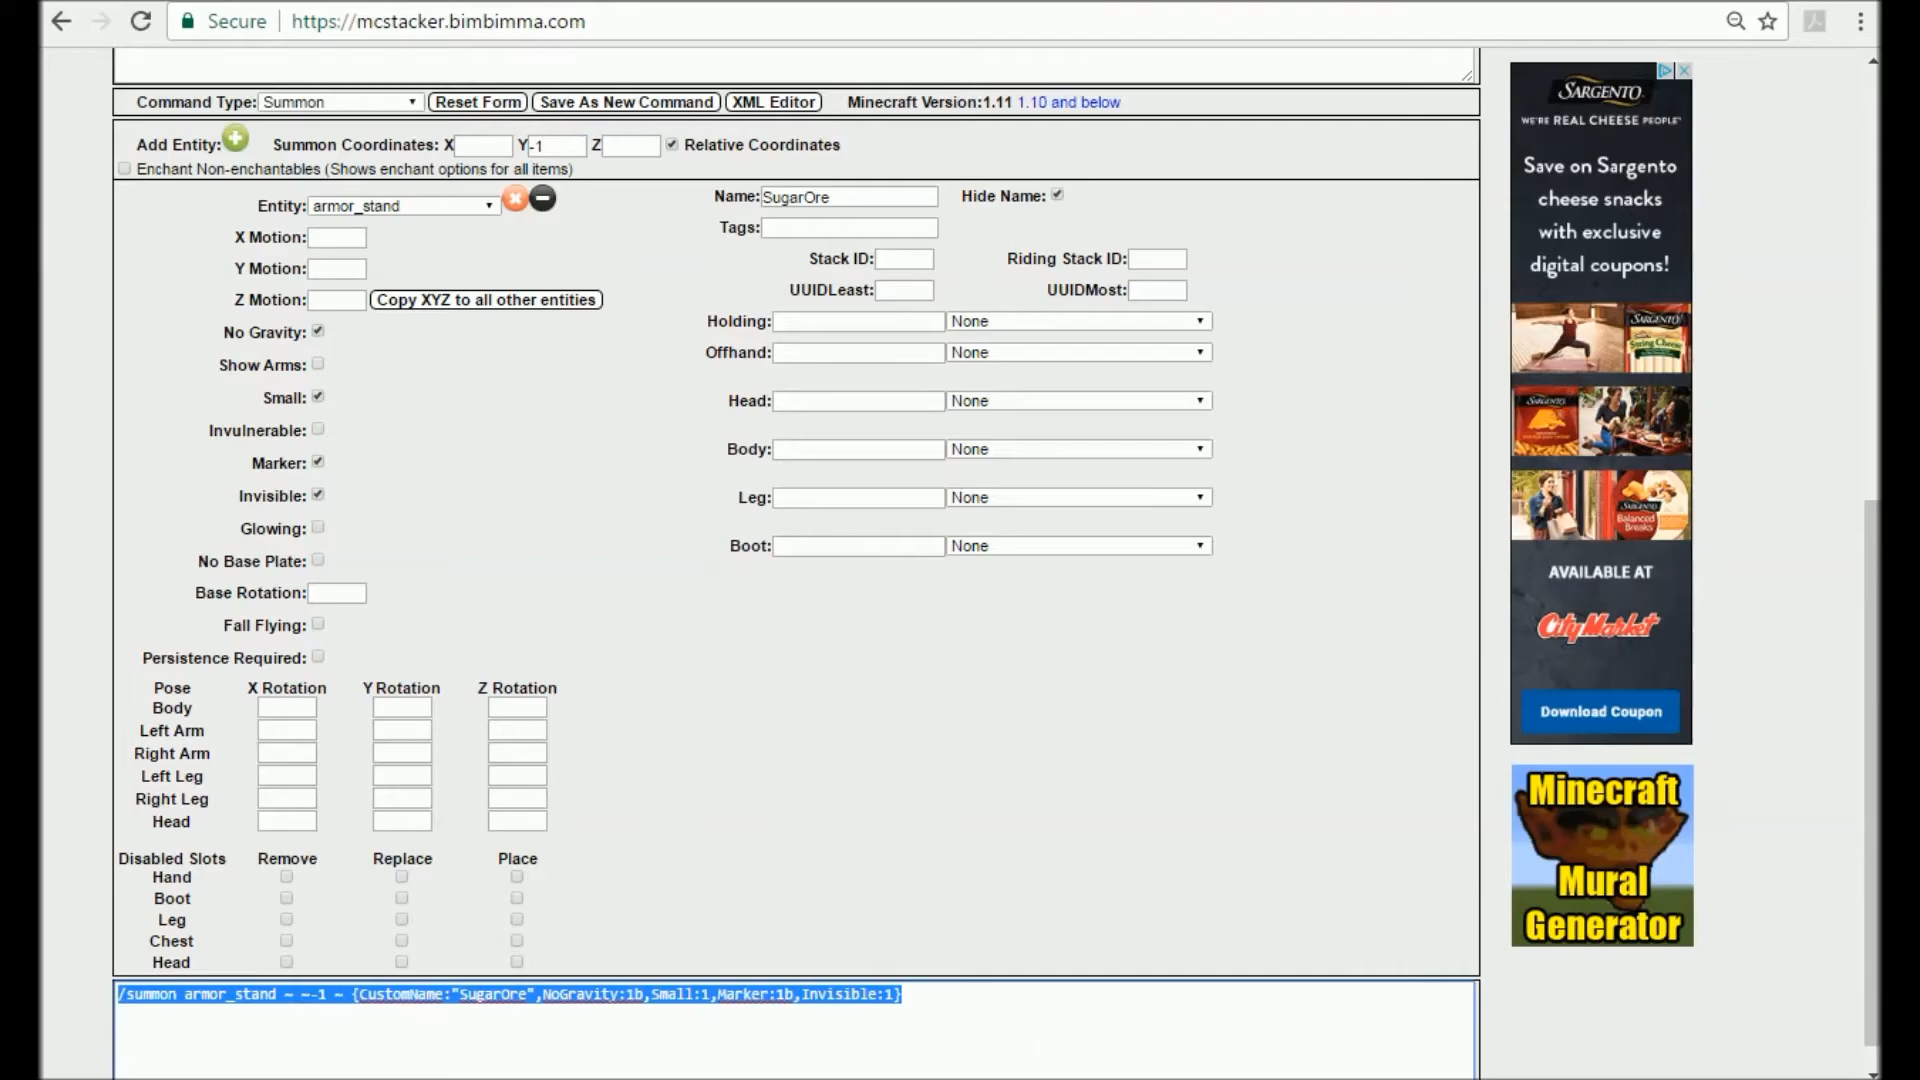 Secure https://mcstacker.bimbimma.com
Command Type: Summon Reset Form Save As New Command XML Editor Minecraft Version:1.11 1.10 and below
Add Entity: Summon Coordinates: X Y -1 Z Relative Coordinates
Enchant Non-enchantables (Shows enchant options for all items)
Entity: armor_stand
X Motion:
Y Motion:
Z Motion: Copy XYZ to all other entities
No Gravity:
Show Arms:
Small:
Invulnerable:
Marker:
Invisible:
Glowing:
No Base Plate:
Base Rotation:
Fall Flying:
Persistence Required:
Name: SugarOre Hide Name:
Tags:
Stack ID: Riding Stack ID:
UUIDLeast: UUIDMost:
Holding: None
Offhand: None
Head: None
Body: None
Leg: None
Boot: None
Pose X Rotation Y Rotation Z Rotation
Body
Left Arm
Right Arm
Left Leg
Right Leg
Head
Disabled Slots Remove Replace Place
Hand
Boot
Leg
Chest
Head
/summon armor_stand ~ ~-1 ~ {CustomName:"SugarOre",NoGravity:1b,Small:1,Marker:1b,Invisible:1}
SARGENTO
WE'RE REAL CHEESE PEOPLE
Save on Sargento
cheese snacks
with exclusive
digital coupons!
SARGENTO
String Cheese
SARGENTO
SARGENTO
Balanced
Breaks
AVAILABLE AT
City Market
Download Coupon
Minecraft
Mural
Generator